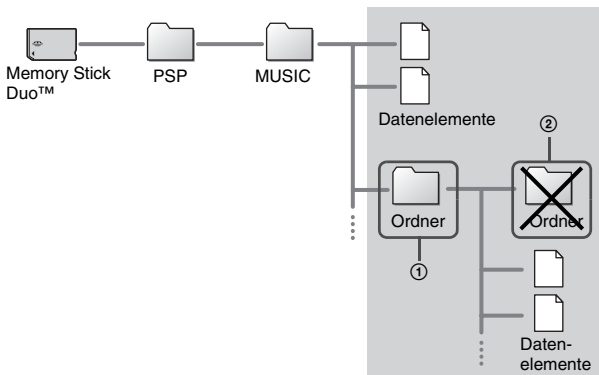 Memory Stick
Duo™
PSP
MUSIC
Datenelemente
②
Ordner
Ordner
①
Daten-
elemente